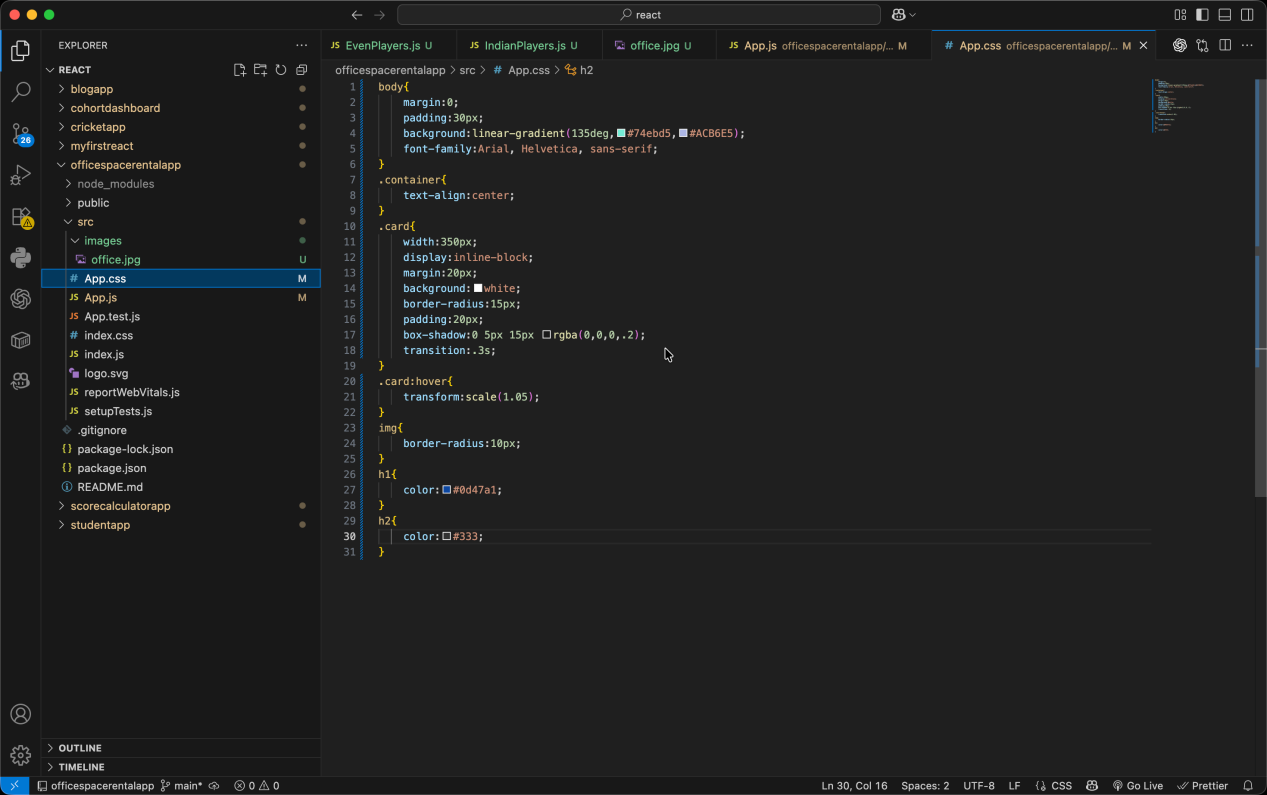 react
EXPLORER
REACT
blogapp
cohortdashboard
cricketapp
myfirstreact
officespacerentalapp
node_modules
public
src
images
office.jpg U
# App.css M
JS App.js M
JS App.test.js
# index.css
JS index.js
logo.svg
JS reportWebVitals.js
JS setupTests.js
.gitignore
{} package-lock.json
{} package.json
README.md
scorecalculatorapp
studentapp
OUTLINE
TIMELINE
26
JS EvenPlayers.js U
JS IndianPlayers.js U
office.jpg U
JS App.js officespacerentalapp/... M
# App.css officespacerentalapp/... M
officespacerentalapp > src > # App.css > h2
1 body{
2 margin:0;
3 padding:30px;
4 background:linear-gradient(135deg,#74ebd5,#ACB6E5);
5 font-family:Arial, Helvetica, sans-serif;
6 }
7 .container{
8 text-align:center;
9 }
10 .card{
11 width:350px;
12 display:inline-block;
13 margin:20px;
14 background:white;
15 border-radius:15px;
16 padding:20px;
17 box-shadow:0 5px 15px rgba(0,0,0,.2);
18 transition:.3s;
19 }
20 .card:hover{
21 transform:scale(1.05);
22 }
23 img{
24 border-radius:10px;
25 }
26 h1{
27 color:#0d47a1;
28 }
29 h2{
30 color:#333;
31 }
officespacerentalapp main* 0 0 Ln 30, Col 16 Spaces: 2 UTF-8 LF {} CSS Go Live Prettier